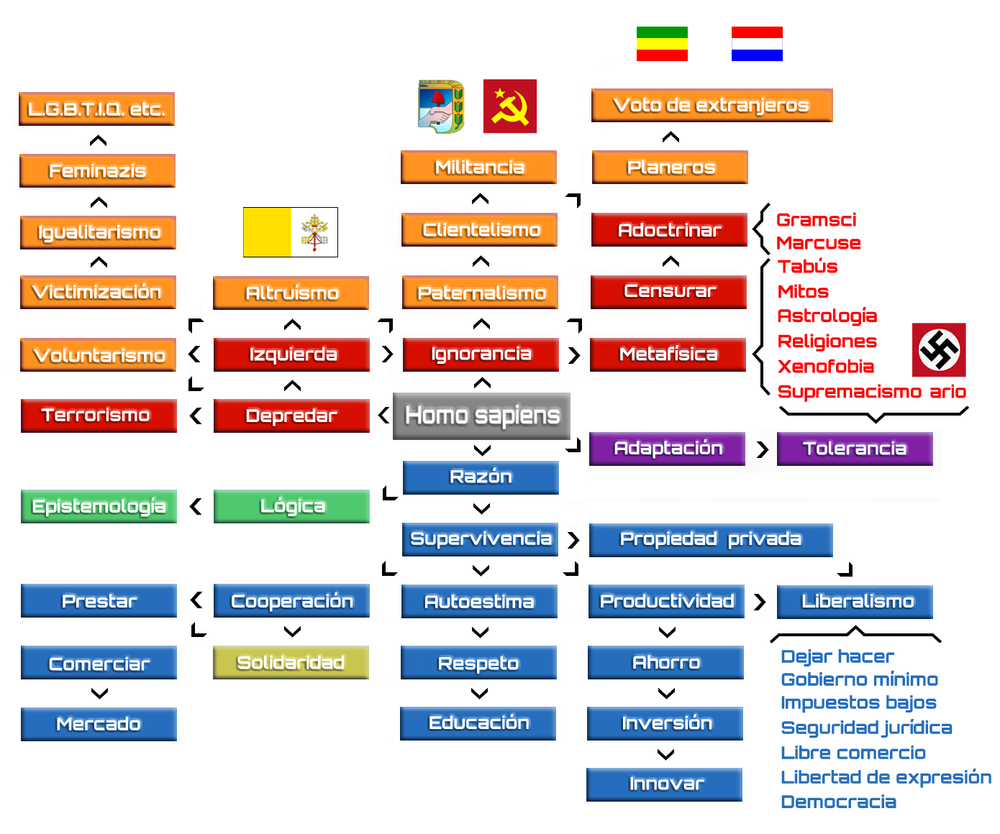 Voto de extranjeros
L.G.B.T.I.Q. etc.
Feminazis
Militancia
Planeros
Igualitarismo
Clientelismo
Adoctrinar
Gramsci
Marcuse
Victimización
Altruísmo
Paternalismo
Censurar
Tabús
Mitos
Astrología
Voluntarismo
Izquierda
Ignorancia
Metafísica
Religiones
Xenofobia
Supremacismo ario
Terrorismo
Depredar
Homo sapiens
Adaptación
Tolerancia
Razón
Epistemología
Lógica
Supervivencia
Propiedad privada
Prestar
Cooperación
Autoestima
Productividad
Liberalismo
Comerciar
Solidaridad
Respeto
Ahorro
Dejar hacer
Gobierno mínimo
Impuestos bajos
Mercado
Educación
Inversión
Seguridad jurídica
Libre comercio
Innovar
Libertad de expresión
Democracia